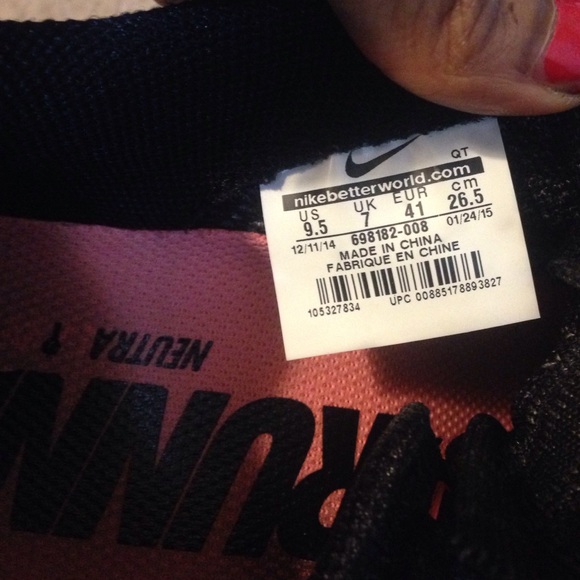 QT
nikebetterworld.com
US UK EUR cm
9.5 7 41 26.5
12/11/14 698182-008 01/24/15
MADE IN CHINA
FABRIQUE EN CHINE
105327834 UPC 00885178893827
NEUTRA
RUNN